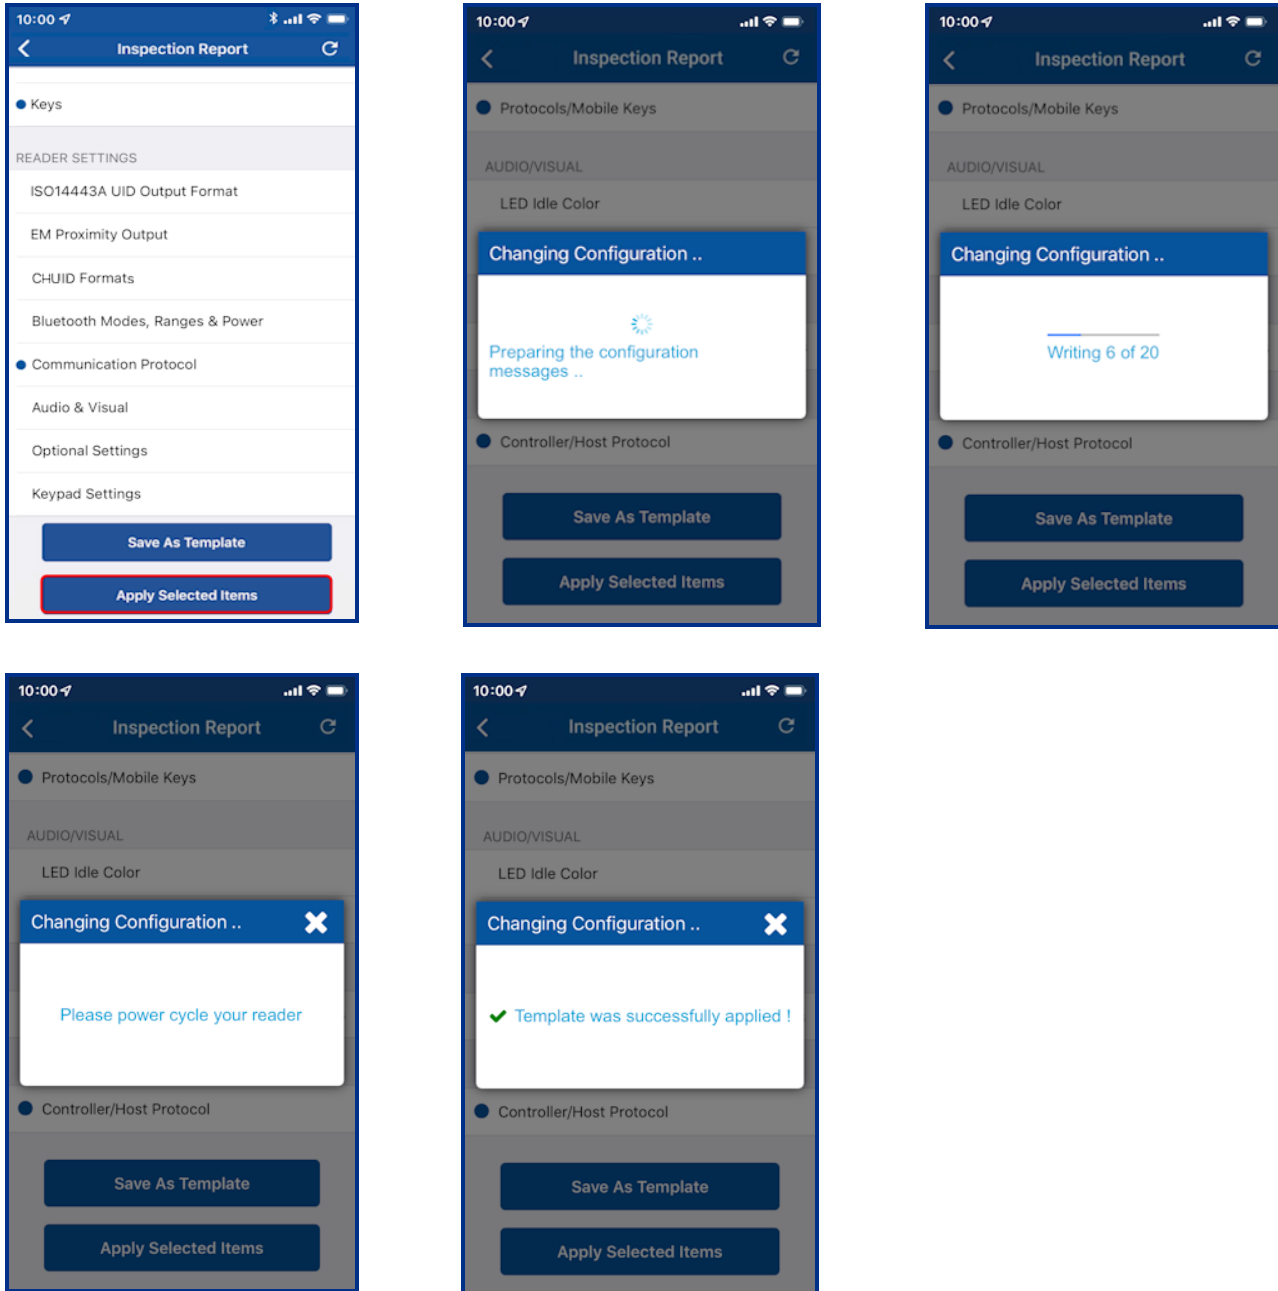 10:00
Inspection Report
Keys
READER SETTINGS
ISO14443A UID Output Format
EM Proximity Output
CHUID Formats
Bluetooth Modes, Ranges & Power
Communication Protocol
Audio & Visual
Optional Settings
Keypad Settings
Save As Template
Apply Selected Items
10:00
Inspection Report
Protocols/Mobile Keys
AUDIO/VISUAL
LED Idle Color
Changing Configuration ..
Preparing the configuration
messages ..
Controller/Host Protocol
Save As Template
Apply Selected Items
10:00
Inspection Report
Protocols/Mobile Keys
AUDIO/VISUAL
LED Idle Color
Changing Configuration ..
Writing 6 of 20
Controller/Host Protocol
Save As Template
Apply Selected Items
10:00
Inspection Report
Protocols/Mobile Keys
AUDIO/VISUAL
LED Idle Color
Changing Configuration ..
Please power cycle your reader
Controller/Host Protocol
Save As Template
Apply Selected Items
10:00
Inspection Report
Protocols/Mobile Keys
AUDIO/VISUAL
LED Idle Color
Changing Configuration ..
Template was successfully applied !
Controller/Host Protocol
Save As Template
Apply Selected Items